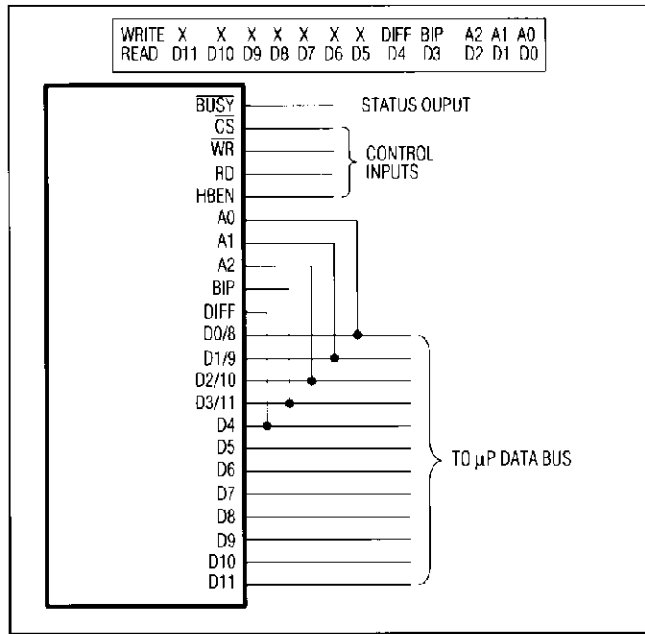 WRITE X X X X X X X DIFF BIP A2 A1 A0
READ D11 D10 D9 D8 D7 D6 D5 D4 D3 D2 D1 D0
BUSY STATUS OUPUT
CS
WR CONTROL
RD INPUTS
HBEN
A0
A1
A2
BIP
DIFF
D0/8
D1/9
D2/10
D3/11
D4
D5 TO μP DATA BUS
D6
D7
D8
D9
D10
D11